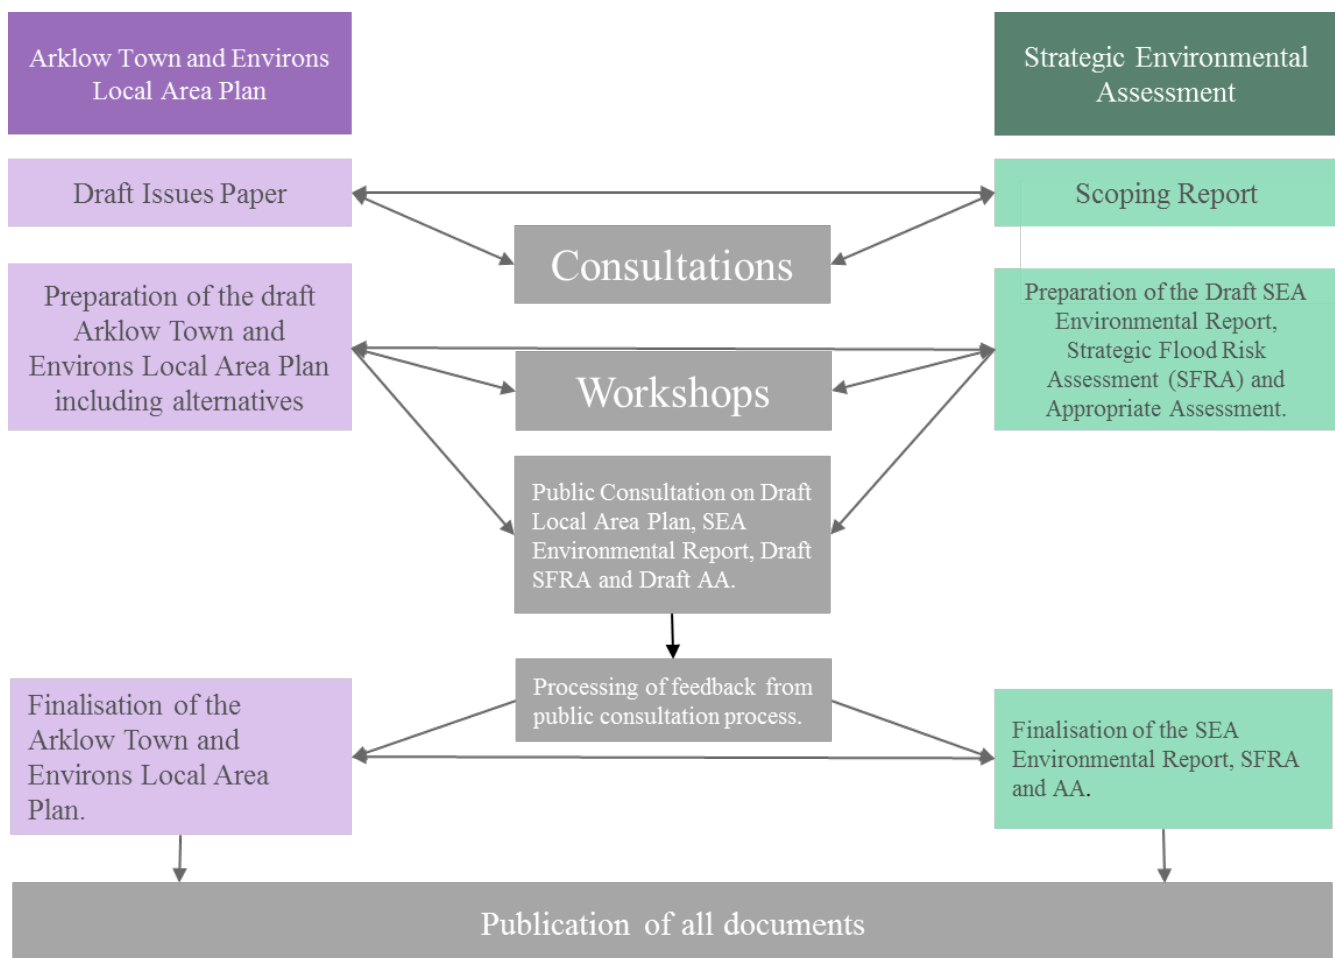 Arklow Town and Environs
Local Area Plan
Strategic Environmental
Assessment
Draft Issues Paper
Scoping Report
Consultations
Preparation of the draft
Arklow Town and
Environs Local Area Plan
including alternatives
Preparation of the Draft SEA
Environmental Report,
Strategic Flood Risk
Assessment (SFRA) and
Appropriate Assessment.
Workshops
Public Consultation on Draft
Local Area Plan, SEA
Environmental Report, Draft
SFRA and Draft AA.
Processing of feedback from
public consultation process.
Finalisation of the
Arklow Town and
Environs Local Area
Plan.
Finalisation of the SEA
Environmental Report, SFRA
and AA.
Publication of all documents